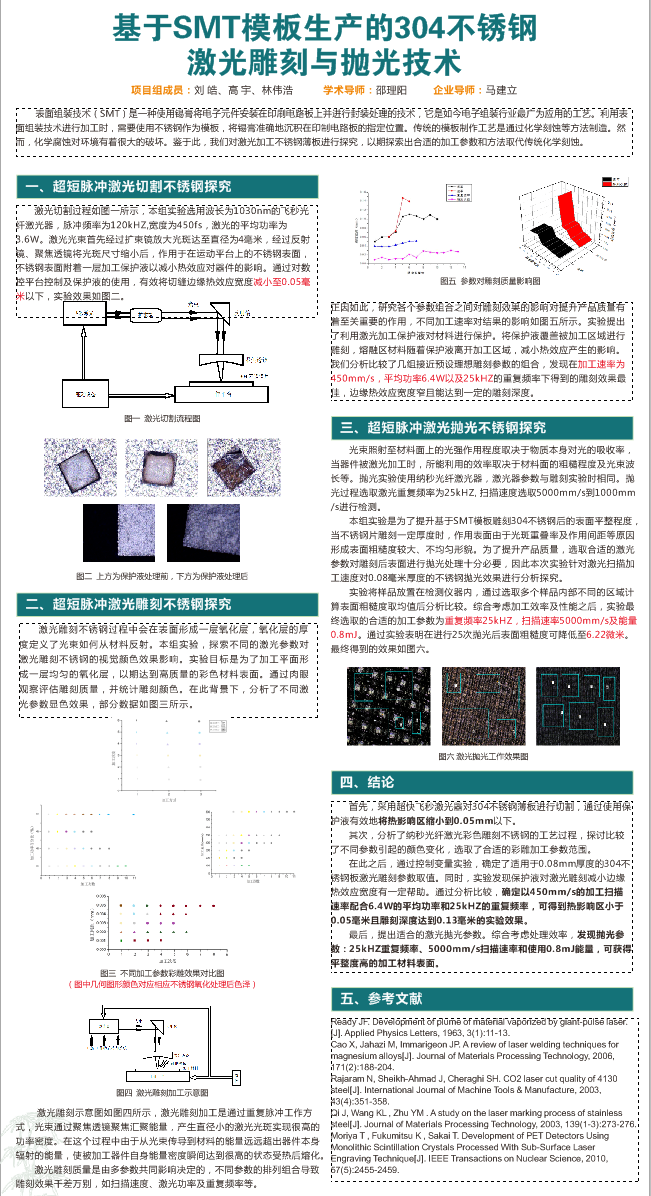 基于SMT模板生产的304不锈钢
激光雕刻与抛光技术
项目组成员：刘 皓、高 宇、林伟浩 学术导师：邵理阳 企业导师：马建立
表面组装技术（SMT）是一种使用锡膏将电子元件安装在印刷电路板上并进行封装处理的技术，它是如今电子组装行业最广为应用的工艺。利用表
面组装技术进行加工时，需要使用不锈钢作为模板，将锡膏准确地沉积在印制电路板的指定位置。传统的模板制作工艺是通过化学刻蚀等方法制造。然
而，化学腐蚀对环境有着很大的破坏。鉴于此，我们对激光加工不锈钢薄板进行探究，以期探索出合适的加工参数和方法取代传统化学刻蚀。
一、超短脉冲激光切割不锈钢探究
激光切割过程如图一所示，本组实验选用波长为1030nm的飞秒光
纤激光器，脉冲频率为120kHZ,宽度为450fs，激光的平均功率为
3.6W。激光光束首先经过扩束镜放大光斑达至直径为4毫米，经过反射
镜、聚焦透镜将光斑尺寸缩小后，作用于在运动平台上的不锈钢表面，
不锈钢表面附着一层加工保护液以减小热效应对器件的影响。通过对数
控平台控制及保护液的使用，有效将切缝边缘热效应宽度减小至0.05毫
米以下，实验效果如图二。
图一 激光切割流程图
图二 上方为保护液处理前，下方为保护液处理后
二、超短脉冲激光雕刻不锈钢探究
激光雕刻不锈钢过程中会在表面形成一层氧化层，氧化层的厚
度定义了光束如何从材料反射。本组实验，探索不同的激光参数对
激光雕刻不锈钢的视觉颜色效果影响。实验目标是为了加工平面形
成一层均匀的氧化层，以期达到高质量的彩色材料表面。通过肉眼
观察评估雕刻质量，并统计雕刻颜色。在此背景下，分析了不同激
光参数显色效果，部分数据如图三所示。
图三 不同加工参数彩雕效果对比图
（图中几何图形颜色对应相应不锈钢氧化处理后色泽）
图四 激光雕刻加工示意图
激光雕刻示意图如图四所示，激光雕刻加工是通过重复脉冲工作方
式，光束通过聚焦透镜聚焦汇聚能量，产生直径小的激光光斑实现很高的
功率密度。在这个过程中由于从光束传导到材料的能量远远超出器件本身
辐射的能量，使被加工器件自身能量密度瞬间达到很高的状态受热后熔化。
激光雕刻质量是由多参数共同影响决定的，不同参数的排列组合导致
雕刻效果千差万别，如扫描速度、激光功率及重复频率等。
图五 参数对雕刻质量影响图
正因如此，研究各个参数组合之间对雕刻效果的影响对提升产品质量有
着至关重要的作用，不同加工速率对结果的影响如图五所示。实验提出
了利用激光加工保护液对材料进行保护。将保护液覆盖被加工区域进行
雕刻，熔融区材料随着保护液离开加工区域，减小热效应产生的影响。
我们分析比较了几组接近预设理想雕刻参数的组合，发现在加工速率为
450mm/s，平均功率6.4W以及25kHZ的重复频率下得到的雕刻效果最
佳，边缘热效应宽度窄且能达到一定的雕刻深度。
三、超短脉冲激光抛光不锈钢探究
光束照射至材料面上的光强作用程度取决于物质本身对光的吸收率，
当器件被激光加工时，所能利用的效率取决于材料面的粗糙程度及光束波
长等。抛光实验使用纳秒光纤激光器，激光器参数与雕刻实验时相同。抛
光过程选取激光重复频率为25kHZ, 扫描速度选取5000mm/s到1000mm
/s进行检测。
本组实验是为了提升基于SMT模板雕刻304不锈钢后的表面平整程度，
当不锈钢片雕刻一定厚度时，作用表面由于光斑重叠率及作用间距等原因
形成表面粗糙度较大、不均匀形貌。为了提升产品质量，选取合适的激光
参数对雕刻后表面进行抛光处理十分必要，因此本次实验针对激光扫描加
工速度对0.08毫米厚度的不锈钢抛光效果进行分析探究。
实验将样品放置在检测仪器内，通过选取多个样品内部不同的区域计
算表面粗糙度取均值后分析比较。综合考虑加工效率及性能之后，实验最
终选取的合适的加工参数为重复频率25kHZ，扫描速率5000mm/s及能量
0.8mJ。通过实验表明在进行25次抛光后表面粗糙度可降低至6.22微米。
最终得到的效果如图六。
图六 激光抛光工作效果图
四、结论
首先，采用超快飞秒激光器对304不锈钢薄板进行切割，通过使用保
护液有效地将热影响区缩小到0.05mm以下。
其次，分析了纳秒光纤激光彩色雕刻不锈钢的工艺过程，探讨比较
了不同参数引起的颜色变化，选取了合适的彩雕加工参数范围。
在此之后，通过控制变量实验，确定了适用于0.08mm厚度的304不
锈钢板激光雕刻参数取值。同时，实验发现保护液对激光雕刻减小边缘
热效应宽度有一定帮助。通过分析比较，确定以450mm/s的加工扫描
速率配合6.4W的平均功率和25kHZ的重复频率，可得到热影响区小于
0.05毫米且雕刻深度达到0.13毫米的实验效果。
最后，提出合适的激光抛光参数。综合考虑处理效率，发现抛光参
数：25kHZ重复频率、5000mm/s扫描速率和使用0.8mJ能量，可获得
平整度高的加工材料表面。
五、参考文献
Ready JF. Development of plume of material vaporized by giant-pulse laser.
[J]. Applied Physics Letters, 1963, 3(1):11-13.
Cao X, Jahazi M, Immarigeon JP. A review of laser welding techniques for
magnesium alloys[J]. Journal of Materials Processing Technology, 2006,
171(2):188-204.
Rajaram N, Sheikh-Ahmad J, Cheraghi SH. CO2 laser cut quality of 4130
steel[J]. International Journal of Machine Tools & Manufacture, 2003,
43(4):351-358.
Qi J, Wang KL , Zhu YM . A study on the laser marking process of stainless
steel[J]. Journal of Materials Processing Technology, 2003, 139(1-3):273-276.
Moriya T , Fukumitsu K , Sakai T. Development of PET Detectors Using
Monolithic Scintillation Crystals Processed With Sub-Surface Laser
Engraving Technique[J]. IEEE Transactions on Nuclear Science, 2010,
67(5):2455-2459.